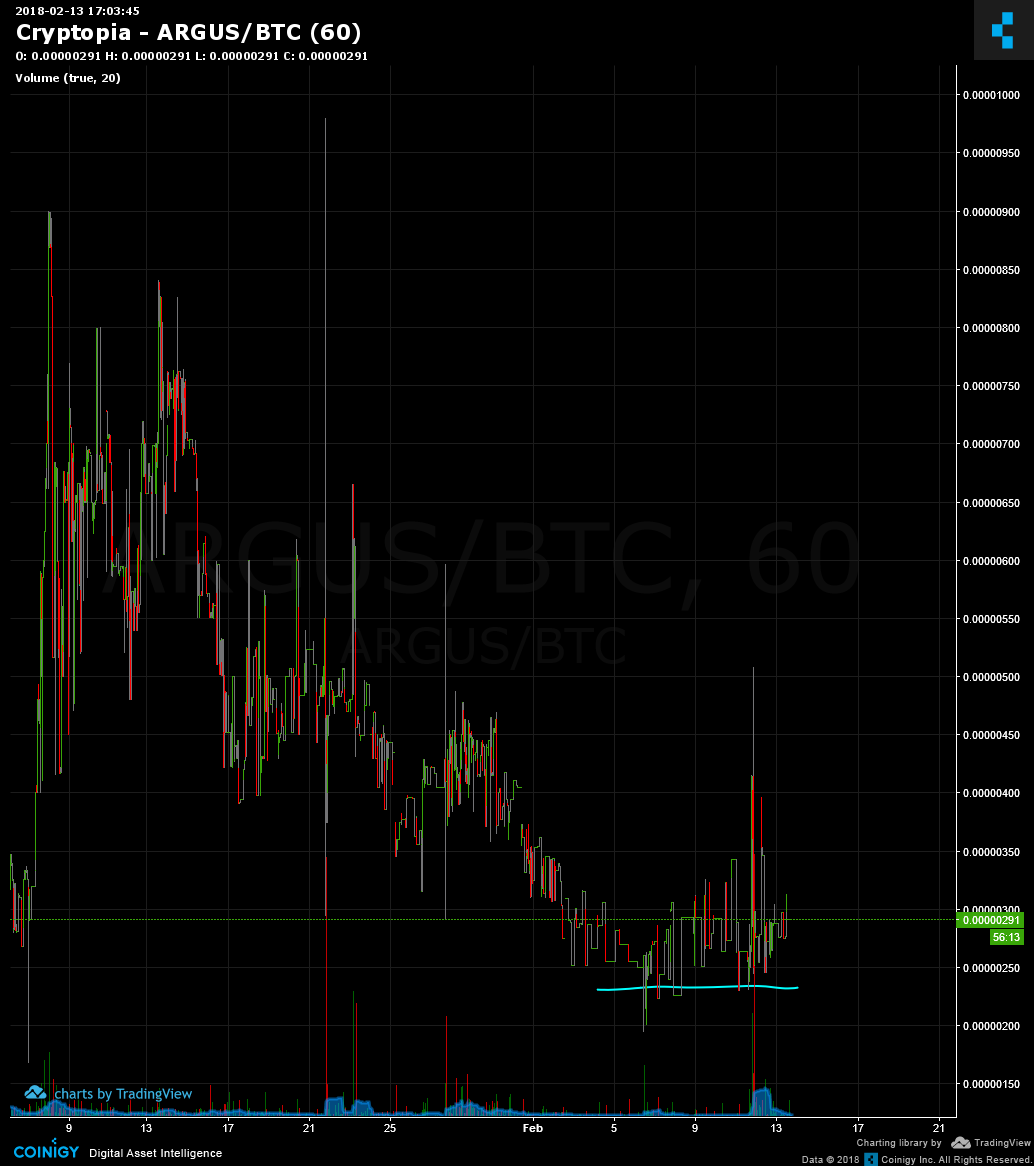 2018-02-13 17:03:45
Cryptopia - ARGUS/BTC (60)
O: 0.00000291 H: 0.00000291 L: 0.00000291 C: 0.00000291
Volume (true, 20)
0.00001000
0.00000950
0.00000900
0.00000850
0.00000800
0.00000750
0.00000700
0.00000650
0.00000600
ARGUS/BTC, 60
0.00000550
ARGUS/BTC
0.00000500
0.00000450
0.00000400
0.00000350
0.00000300
0.00000291
56:13
0.00000250
0.00000200
0.00000150
charts by TradingView
9 13 17 21 25 Feb 5 9 13 17 21
COINIGY Digital Asset Intelligence
Charting library by TradingView
Data © 2018 Coinigy Inc. All Rights Reserved.